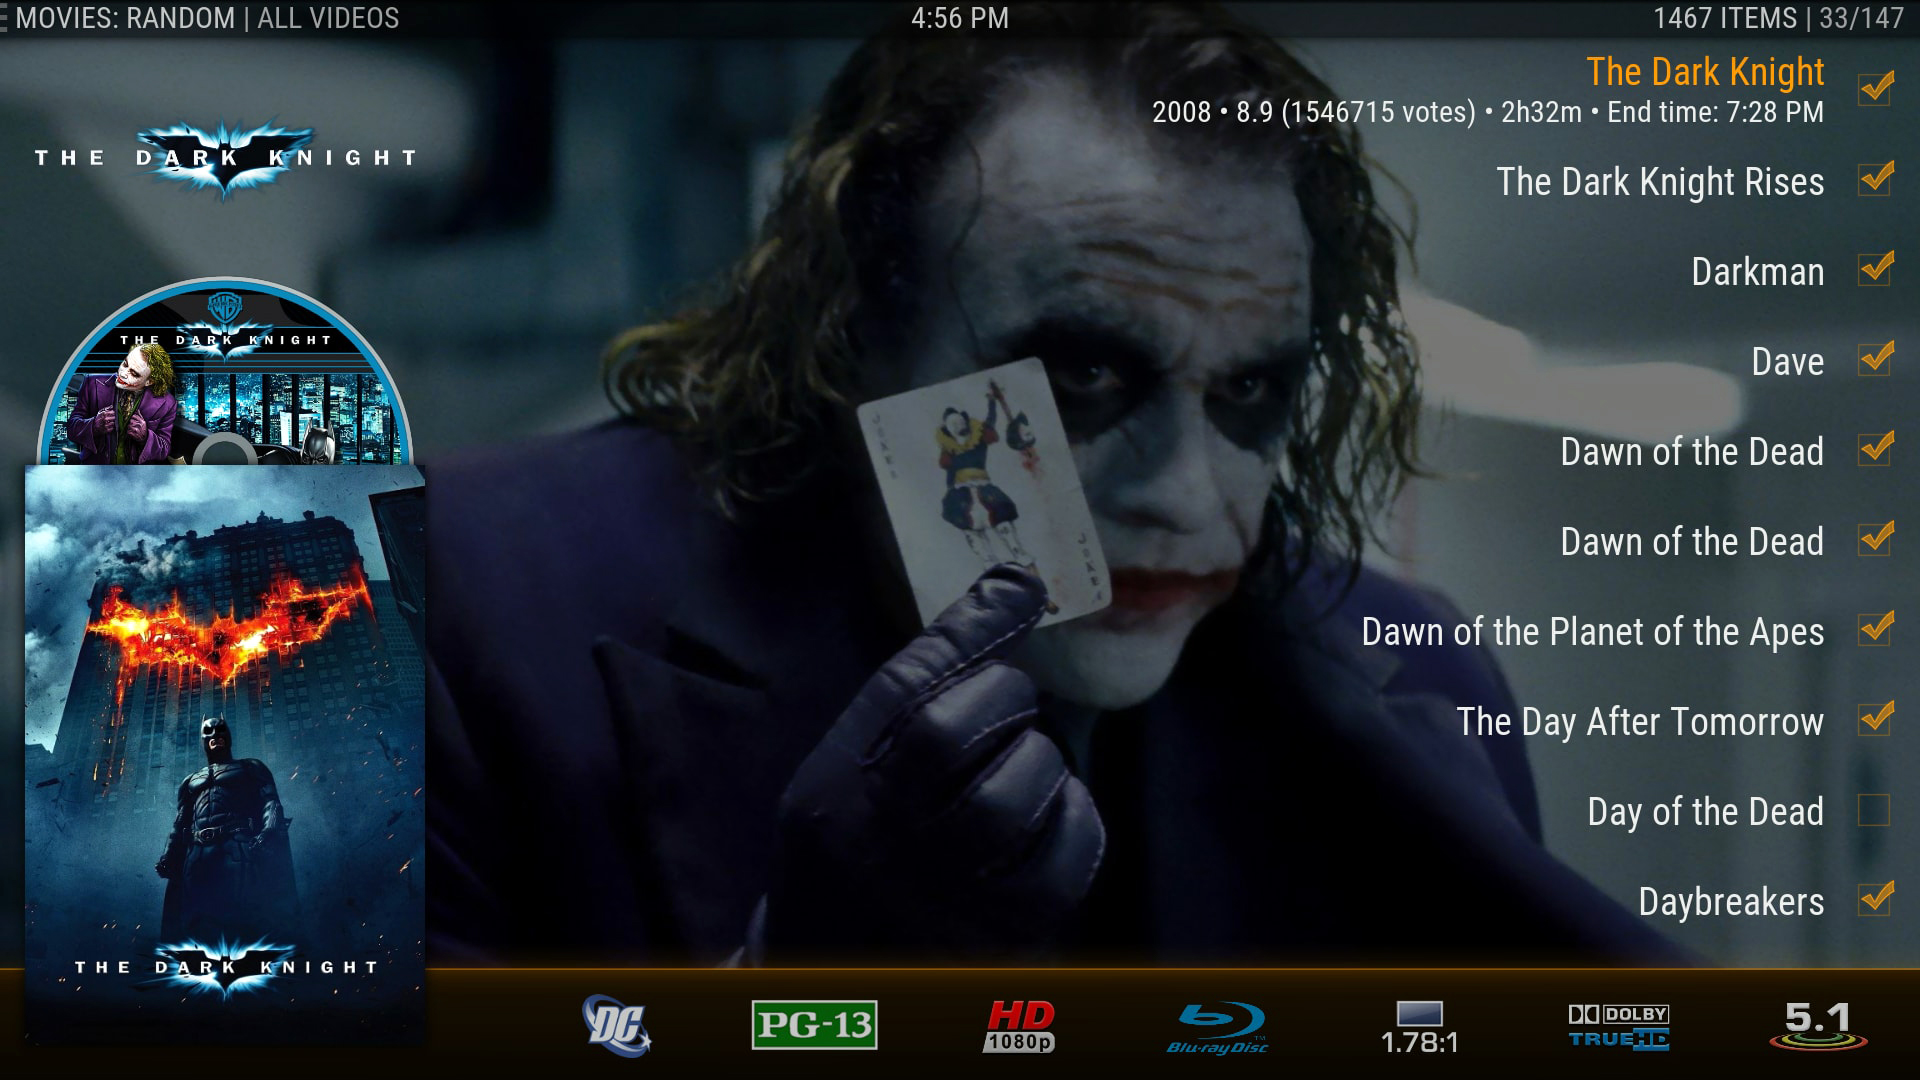 MOVIES: RANDOM | ALL VIDEOS
4:56 PM
1467 ITEMS | 33/147
The Dark Knight
2008 • 8.9 (1546715 votes) • 2h32m • End time: 7:28 PM
The Dark Knight Rises
Darkman
Dave
Dawn of the Dead
Dawn of the Dead
Dawn of the Planet of the Apes
The Day After Tomorrow
Day of the Dead
Daybreakers
THE DARK KNIGHT
WB
THE DARK KNIGHT
JOKER
JOKER
THE DARK KNIGHT
DC
PG-13
HD
1080p
Blu-ray Disc
TM
1.78:1
DOLBY
TRUEHD
5.1